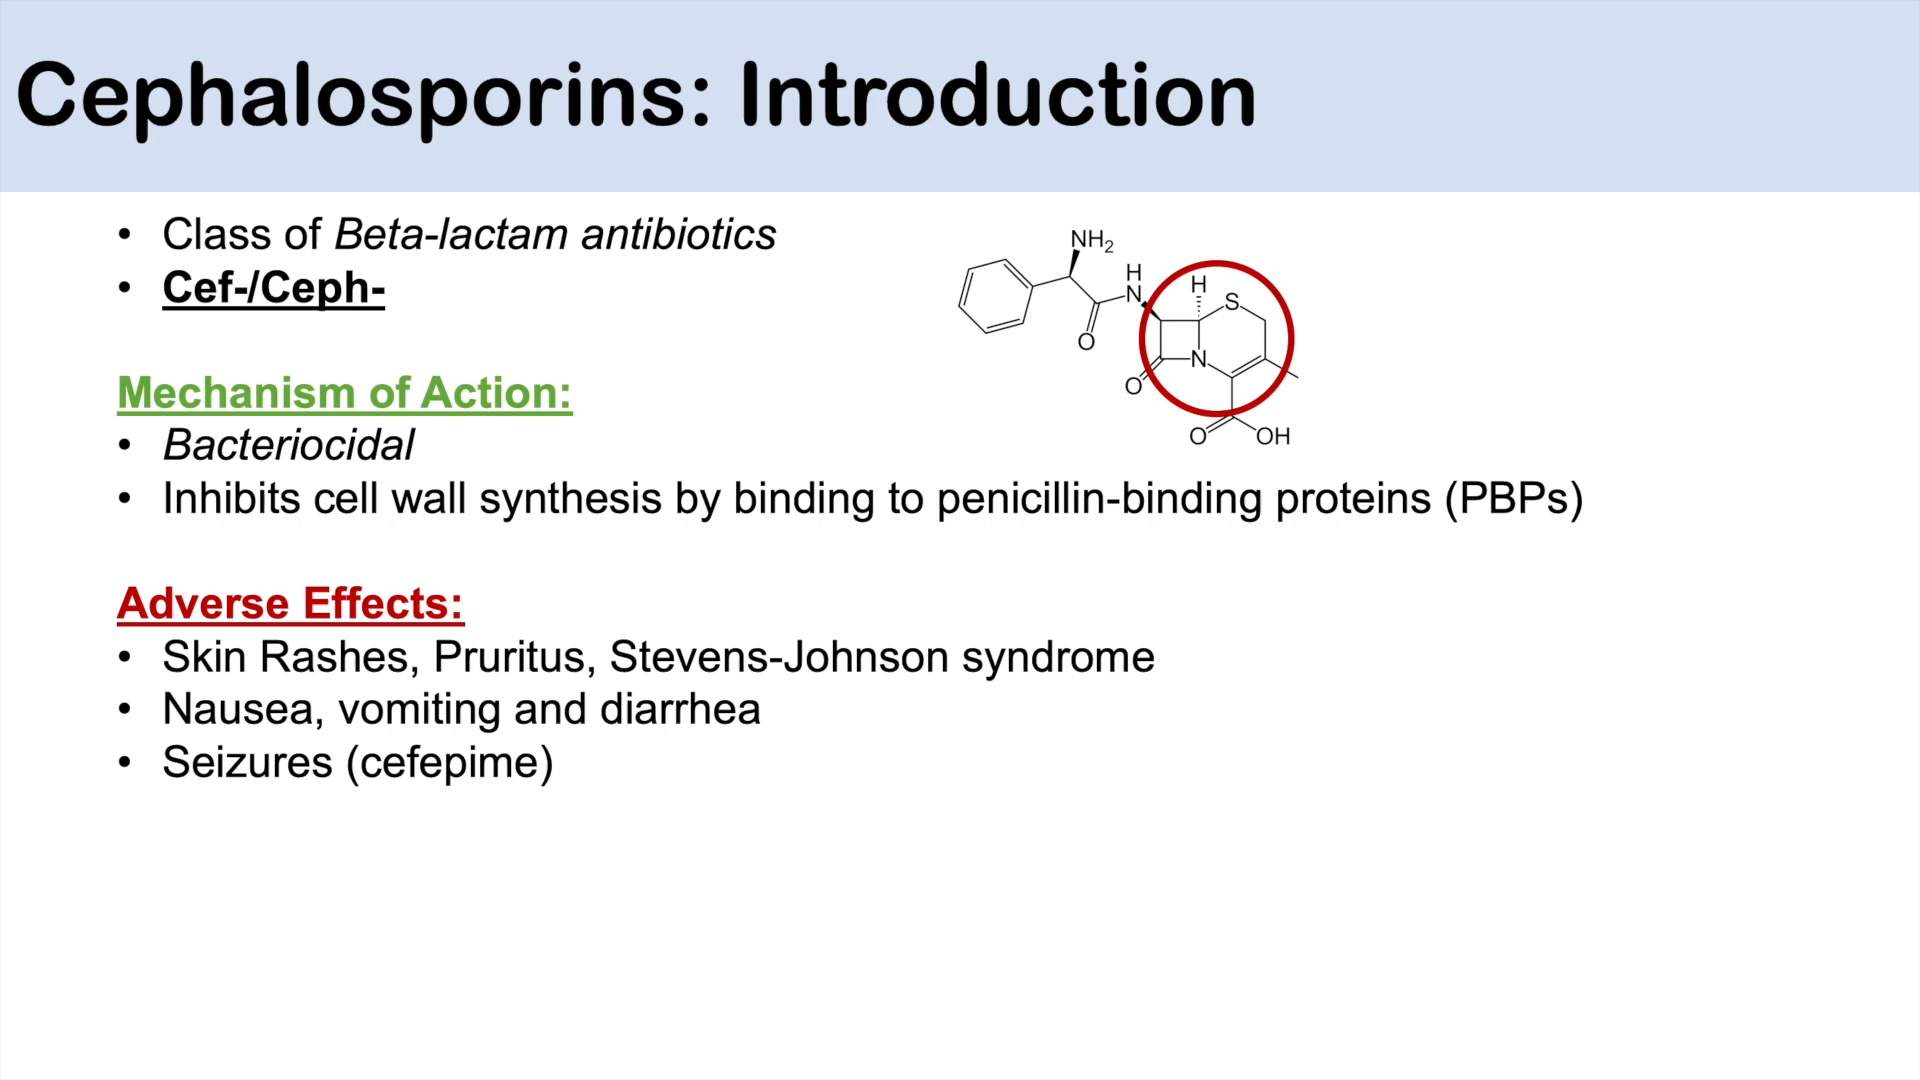 Cephalosporins: Introduction
• Class of Beta-lactam antibiotics
• Cef-/Ceph-
NH2
H
N
H
S
O
N
O
O
OH
Mechanism of Action:
• Bacteriocidal
• Inhibits cell wall synthesis by binding to penicillin-binding proteins (PBPs)
Adverse Effects:
• Skin Rashes, Pruritus, Stevens-Johnson syndrome
• Nausea, vomiting and diarrhea
• Seizures (cefepime)